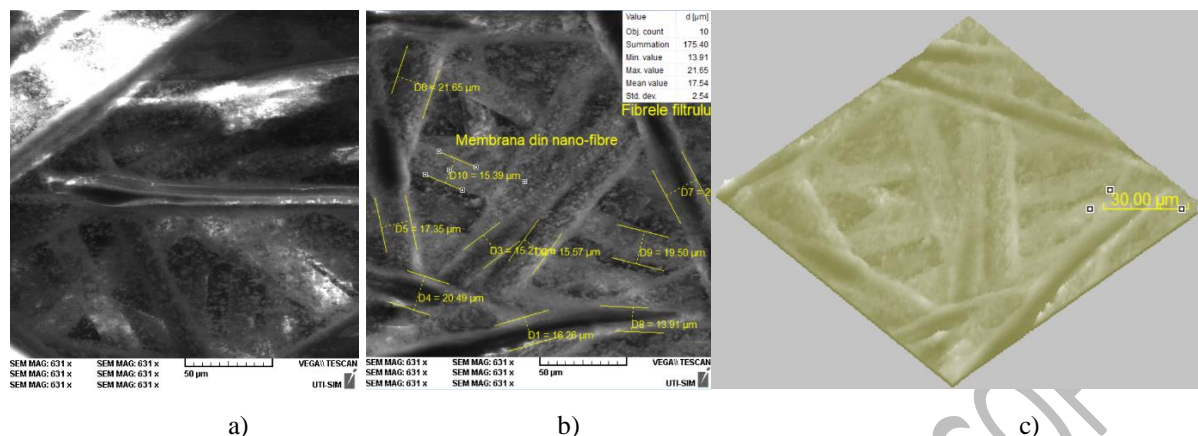 Value d [µm]
Obj. count 10
Summation 175.40
Min. value 13.91
Max. value 21.65
Mean value 17.54
Std. dev. 2.54
Fibrele filtrului
D6 = 21.65 µm
Membrana din nano-fibre
D10 = 15.39 µm
D7 = 2
D5 = 17.35 µm
D3 = 15.2
= 15.57 µm
D9 = 19.50 µm
D4 = 20.49 µm
D8 = 13.91 µm
D1 = 16.26 µm
30.00 µm
SEM MAG: 631 x SEM MAG: 631 x VEGA\\ TESCAN
SEM MAG: 631 x SEM MAG: 631 x 50 µm
SEM MAG: 631 x SEM MAG: 631 x UTI-SIM
SEM MAG: 631 x SEM MAG: 631 x VEGA\\ TESCAN
SEM MAG: 631 x SEM MAG: 631 x 50 µm
SEM MAG: 631 x SEM MAG: 631 x UTI-SIM
a) b) c)